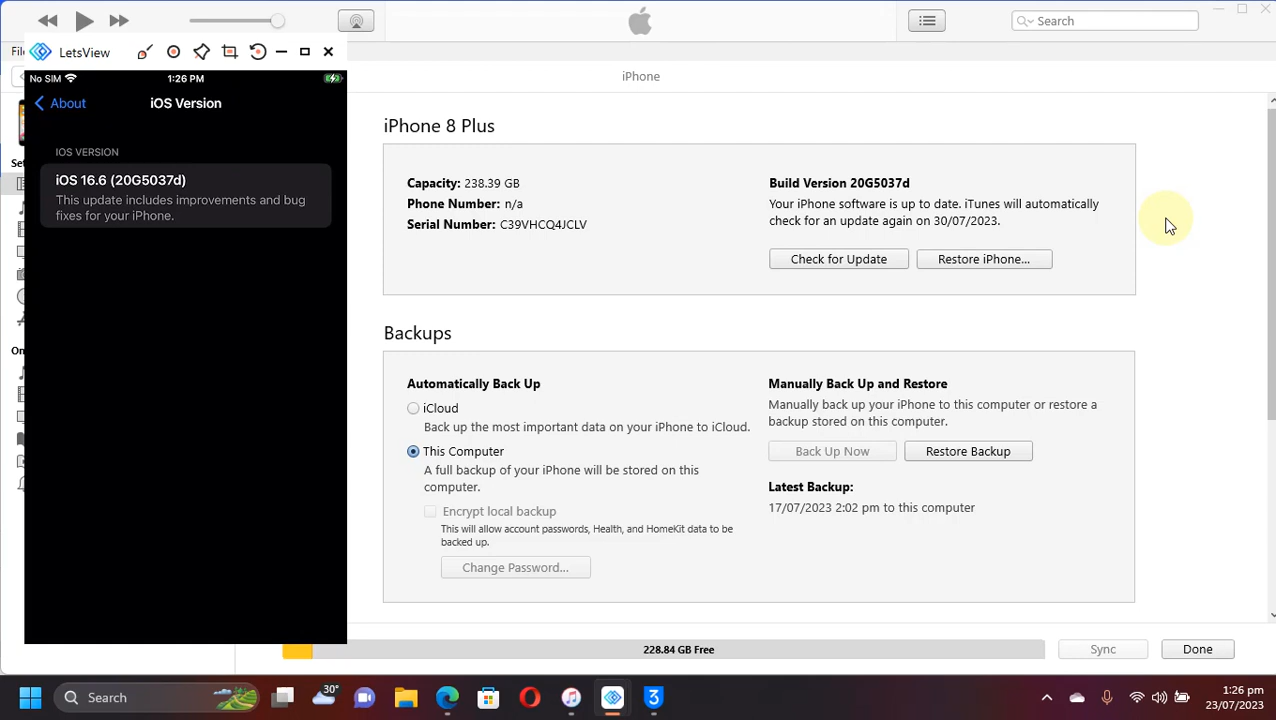 Search
File
LetsView
No SIM
1:26 PM
iPhone
About
iOS Version
IOS VERSION
iOS 16.6 (20G5037d)
This update includes improvements and bug
fixes for your iPhone.
iPhone 8 Plus
Capacity: 238.39 GB
Phone Number: n/a
Serial Number: C39VHCQ4JCLV
Build Version 20G5037d
Your iPhone software is up to date. iTunes will automatically
check for an update again on 30/07/2023.
Check for Update
Restore iPhone...
Backups
Automatically Back Up
iCloud
Back up the most important data on your iPhone to iCloud.
This Computer
A full backup of your iPhone will be stored on this
computer.
Encrypt local backup
This will allow account passwords, Health, and HomeKit data to be
backed up.
Change Password...
Manually Back Up and Restore
Manually back up your iPhone to this computer or restore a
backup stored on this computer.
Back Up Now
Restore Backup
Latest Backup:
17/07/2023 2:02 pm to this computer
228.84 GB Free
Sync
Done
Search
30°
1:26 pm
23/07/2023